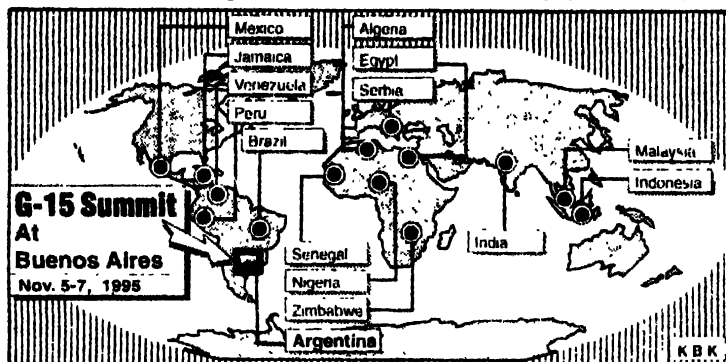 Mexico
Jamaica
Venezuela
Peru
Brazil
Algeria
Egypt
Serbia
Malaysia
Indonesia
G-15 Summit
At
Buenos Aires
Nov. 5-7, 1995
Senegal
Nigeria
Zimbabwe
Argentina
India
KBK